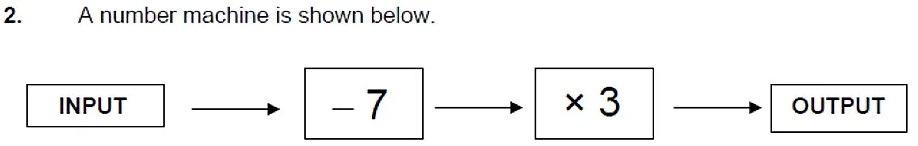 2. A number machine is shown below.
INPUT – 7 × 3 OUTPUT